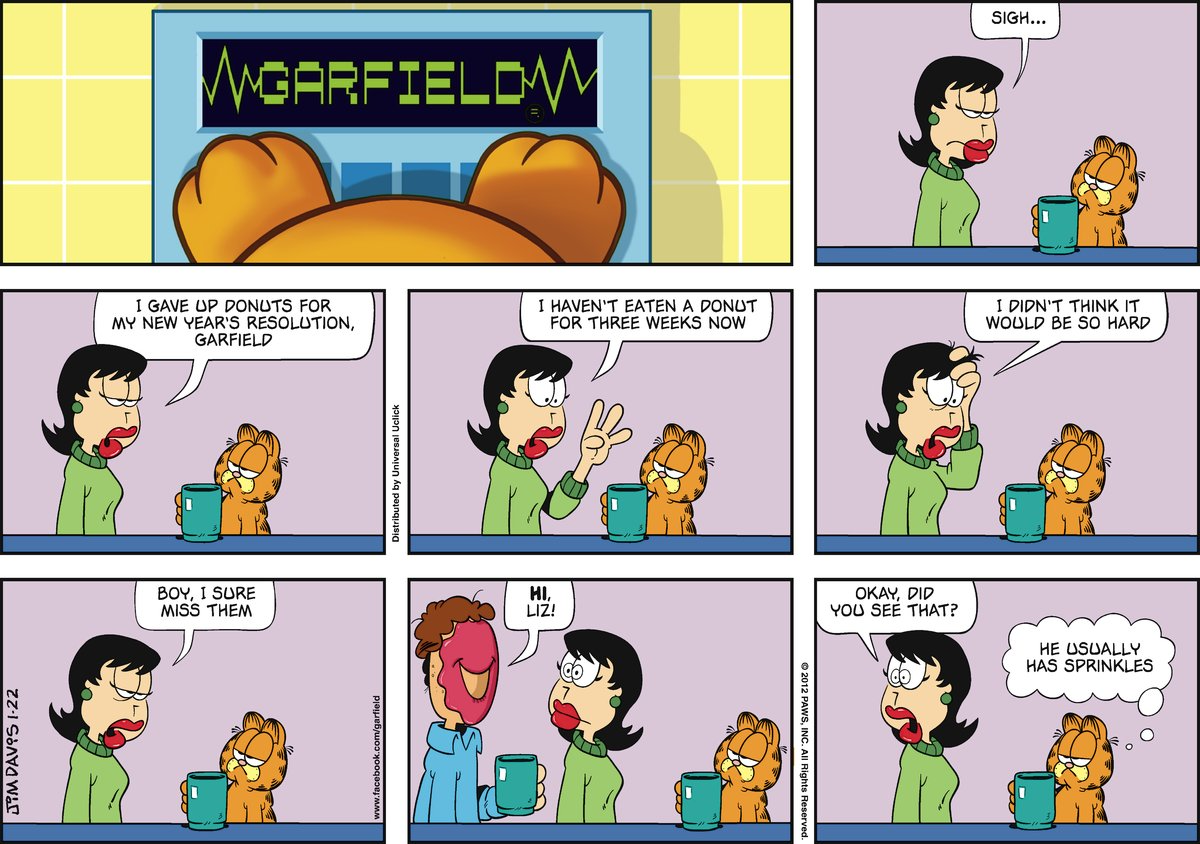 GARFIELD
SIGH...
I GAVE UP DONUTS FOR
MY NEW YEAR'S RESOLUTION,
GARFIELD
I HAVEN'T EATEN A DONUT
FOR THREE WEEKS NOW
I DIDN'T THINK IT
WOULD BE SO HARD
BOY, I SURE
MISS THEM
HI,
LIZ!
OKAY, DID
YOU SEE THAT?
HE USUALLY
HAS SPRINKLES
Distributed by Universal Uclick
JIM DAVIS 1-22
www.facebook.com/garfield
© 2012 PAWS, INC. All Rights Reserved.